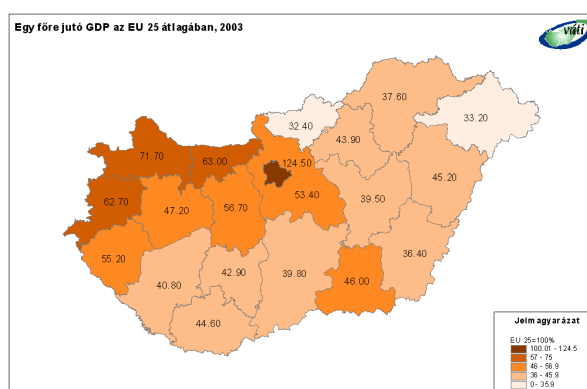 Egy főre jutó GDP az EU 25 átlagában, 2003
váti
37.60
33.20
32.40
43.90
71.70
63.00
124.50
45.20
62.70
47.20
56.70
53.40
39.50
55.20
36.40
40.80
42.90
39.80
46.00
44.60
Jelmagyarázat
EU 25=100%
100.01 - 124.5
57 - 75
46 - 56.9
36 - 45.9
0 - 35.9